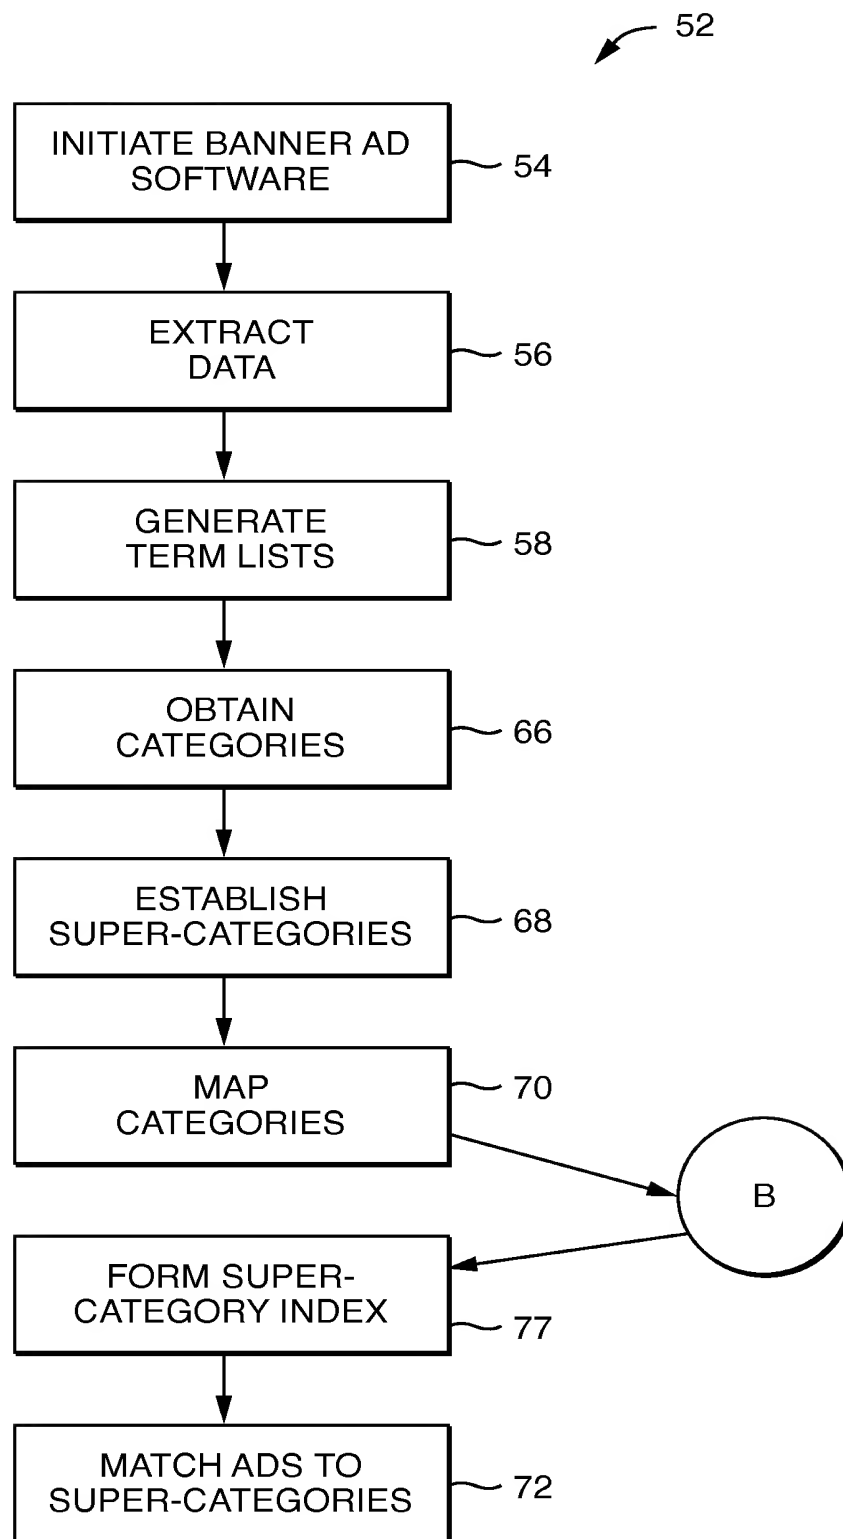 52
INITIATE BANNER AD
SOFTWARE
54
EXTRACT
DATA
56
GENERATE
TERM LISTS
58
OBTAIN
CATEGORIES
66
ESTABLISH
SUPER-CATEGORIES
68
MAP
CATEGORIES
70
B
FORM SUPER-
CATEGORY INDEX
77
MATCH ADS TO
SUPER-CATEGORIES
72